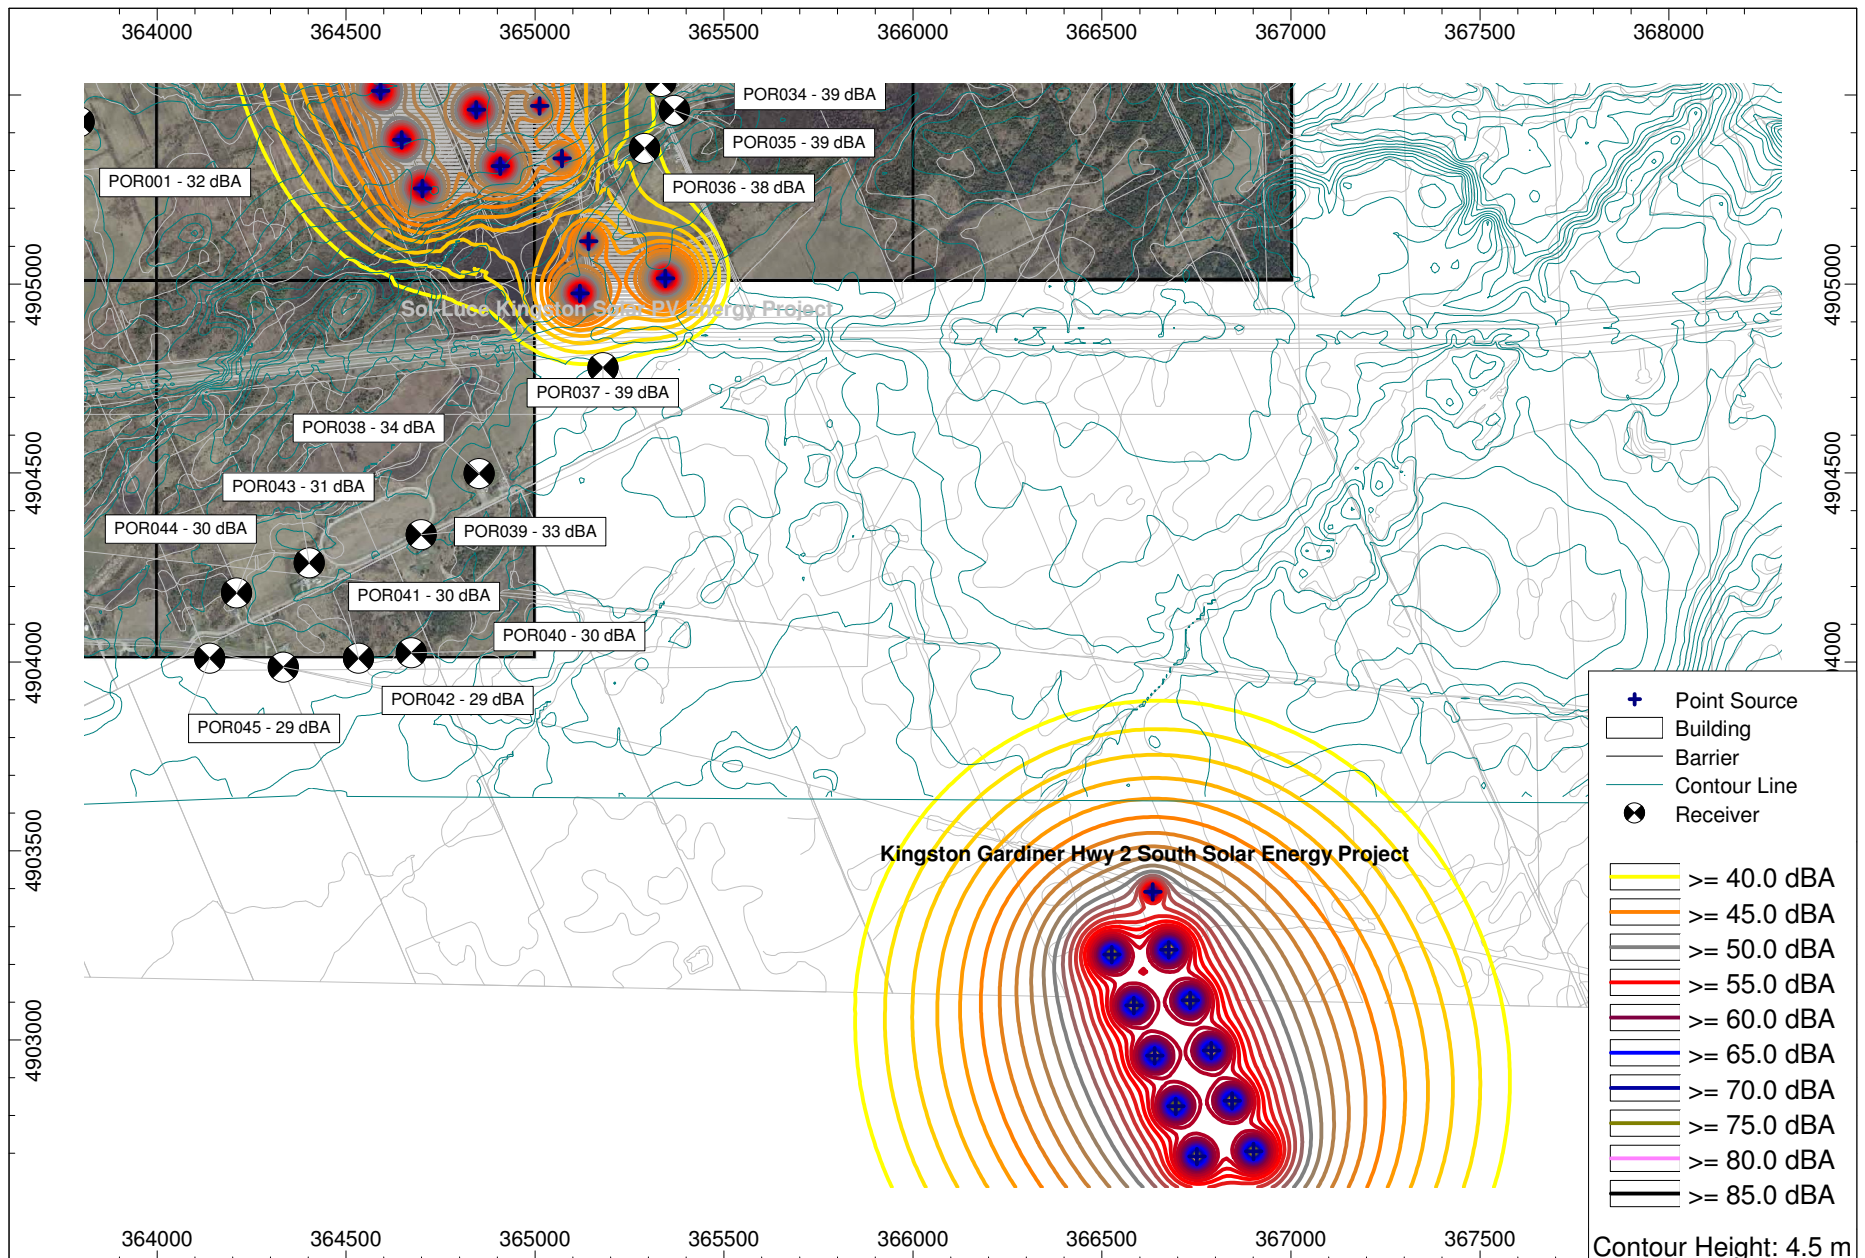 364000 364500 365000 365500 366000 366500 367000 367500 368000
POR034 - 39 dBA
POR035 - 39 dBA
POR001 - 32 dBA
POR036 - 38 dBA
4905000
4905000
Sol-Luce Kingston Solar PV Energy Project
POR037 - 39 dBA
POR038 - 34 dBA
4904500
4904500
POR043 - 31 dBA
POR044 - 30 dBA
POR039 - 33 dBA
POR041 - 30 dBA
POR040 - 30 dBA
4904000
04000
POR042 - 29 dBA
POR045 - 29 dBA
Point Source
Building
Barrier
Contour Line
Receiver
4903500
Kingston Gardiner Hwy 2 South Solar Energy Project
>= 40.0 dBA
>= 45.0 dBA
>= 50.0 dBA
>= 55.0 dBA
>= 60.0 dBA
>= 65.0 dBA
>= 70.0 dBA
>= 75.0 dBA
>= 80.0 dBA
>= 85.0 dBA
4903000
Contour Height: 4.5 m
364000 364500 365000 365500 366000 366500 367000 367500